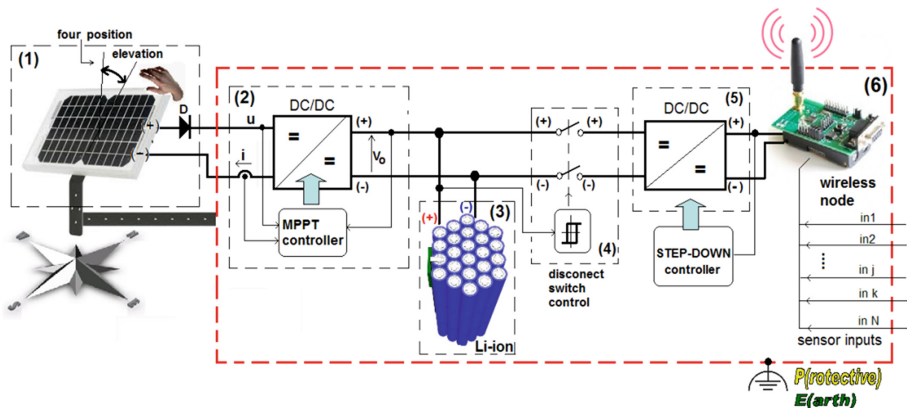 four position
elevation
(1)
D
(+)
(−)
(2)
DC/DC
u
i
=
=
(+)
Vo
(-)
MPPT
controller
(+)
(-)
(3)
Li-ion
(+)
(+)
(-)
(-)
(4)
disconect
switch
control
(5)
DC/DC
=
=
(+)
(-)
STEP-DOWN
controller
(6)
wireless
node
in1
in2
in j
in k
in N
sensor inputs
P(rotective)
E(arth)